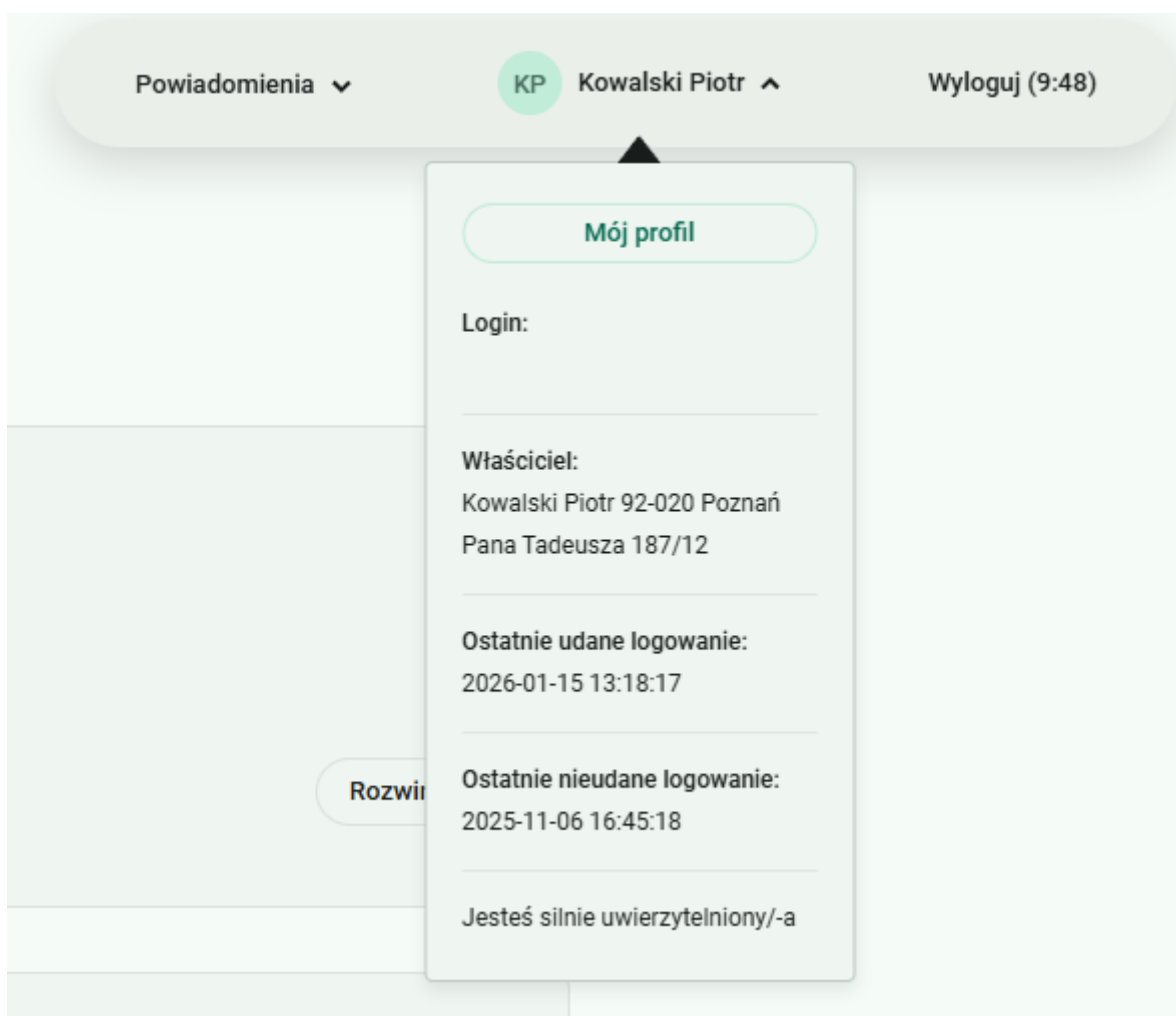 Powiadomienia
KP
Kowalski Piotr
Wyloguj (9:48)
Mój profil
Login:
Właściciel:
Kowalski Piotr 92-020 Poznań
Pana Tadeusza 187/12
Ostatnie udane logowanie:
2026-01-15 13:18:17
Rozwi
Ostatnie nieudane logowanie:
2025-11-06 16:45:18
Jesteś silnie uwierzytelniony/-a